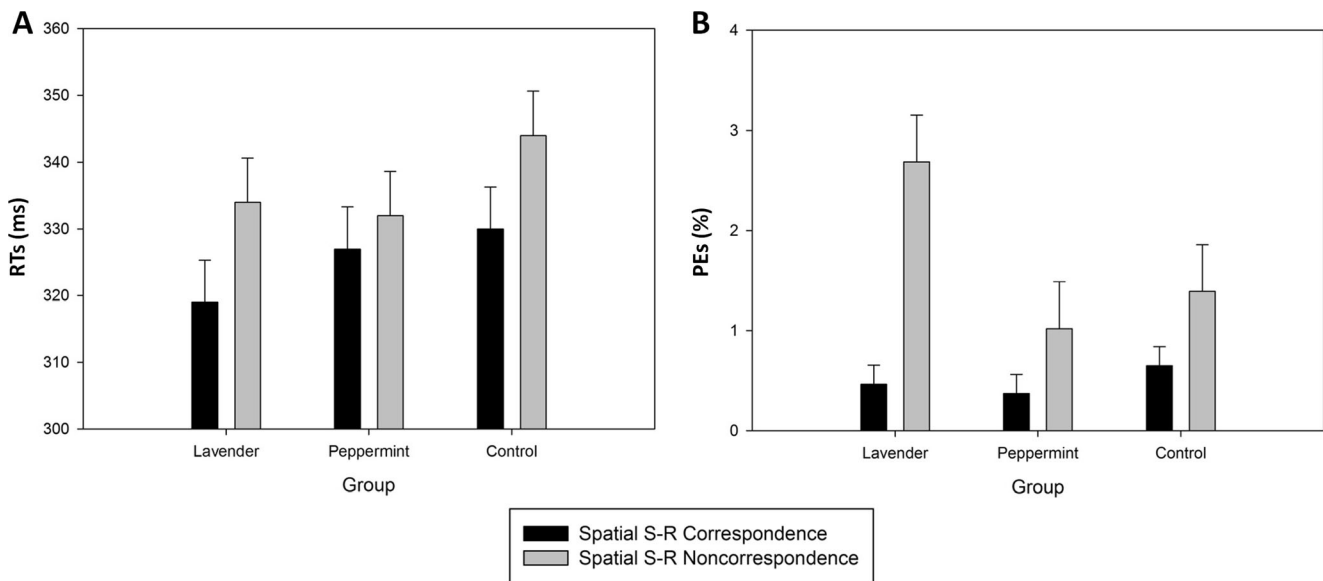 A
360
350
340
330
320
310
300
RTs (ms)
Lavender Peppermint Control
Group
B
4
3
2
1
0
PEs (%)
Lavender Peppermint Control
Group
Spatial S-R Correspondence
Spatial S-R Noncorrespondence